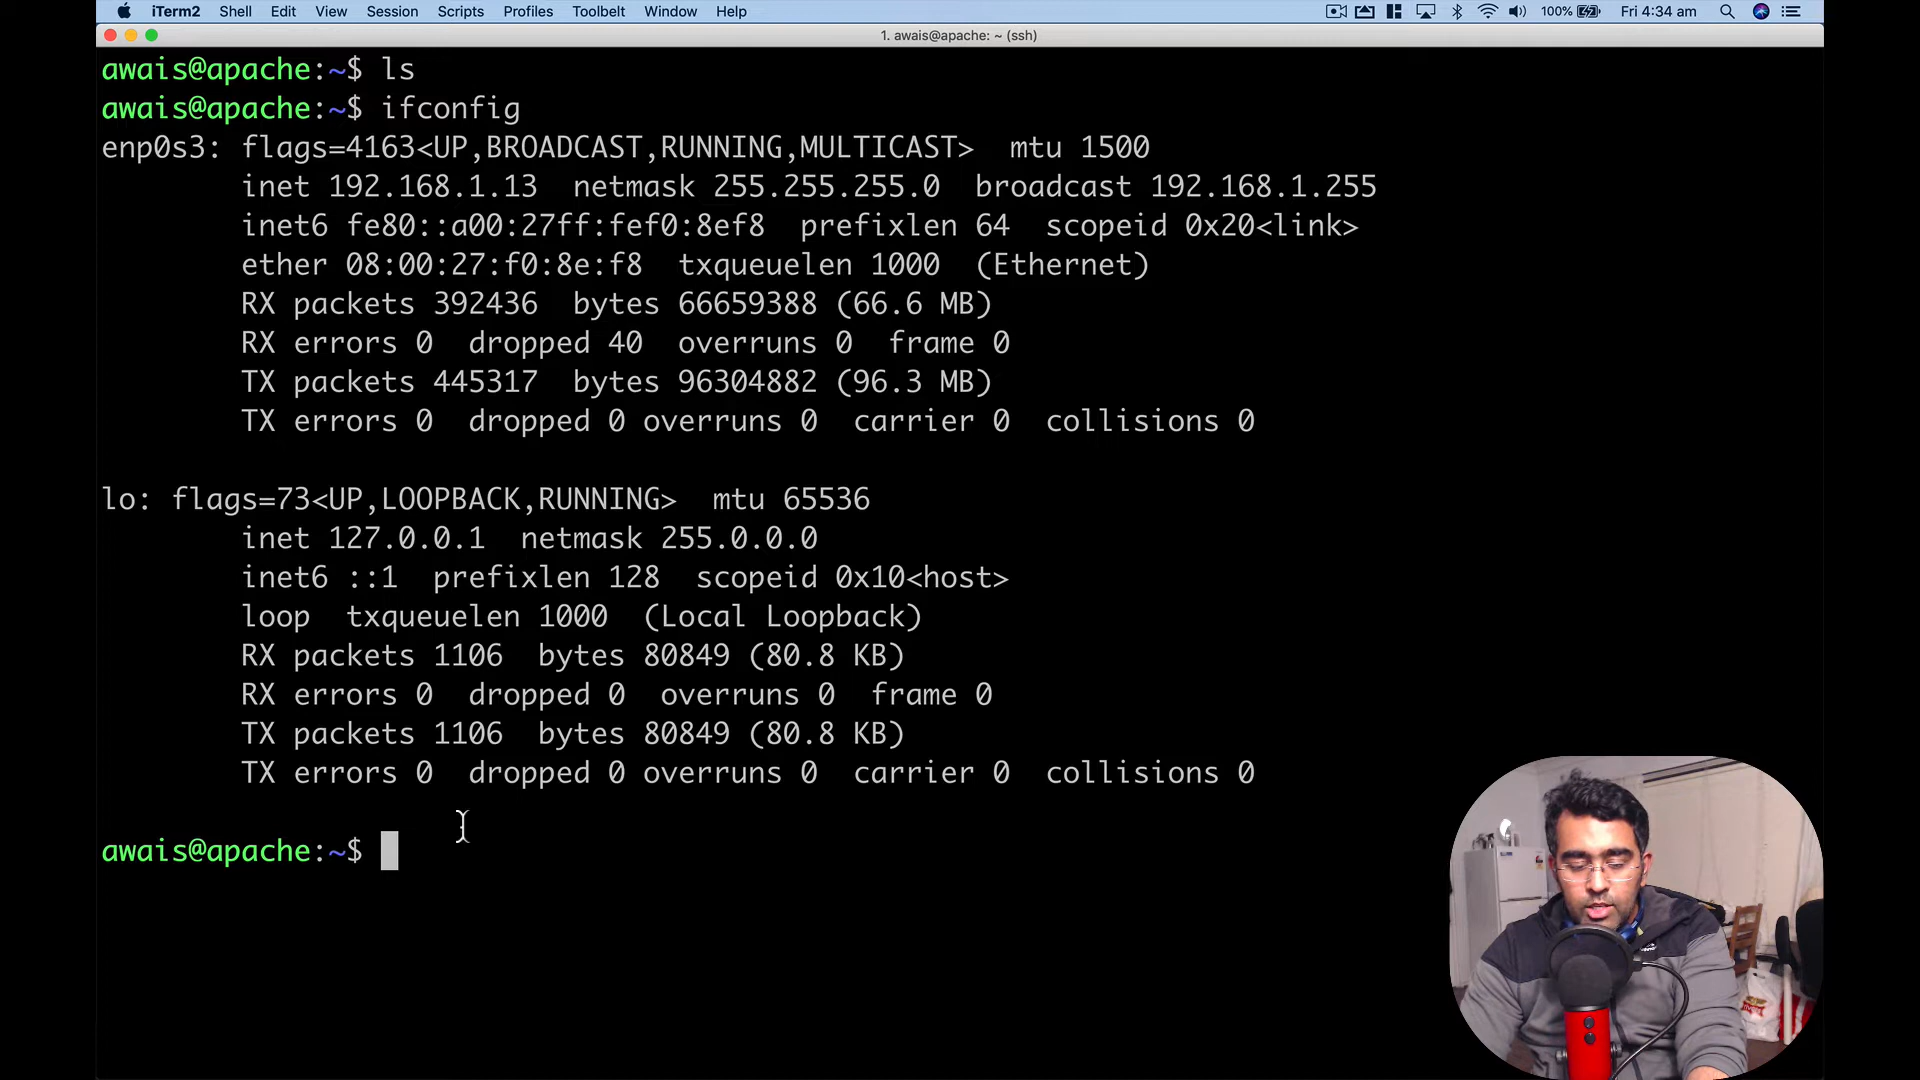 iTerm2 Shell Edit View Session Scripts Profiles Toolbelt Window Help 100% Fri 4:34 am
1. awais@apache: ~ (ssh)
awais@apache:~$ ls
awais@apache:~$ ifconfig
enp0s3: flags=4163<UP,BROADCAST,RUNNING,MULTICAST>  mtu 1500
        inet 192.168.1.13  netmask 255.255.255.0  broadcast 192.168.1.255
        inet6 fe80::a00:27ff:fef0:8ef8  prefixlen 64  scopeid 0x20<link>
        ether 08:00:27:f0:8e:f8  txqueuelen 1000  (Ethernet)
        RX packets 392436  bytes 66659388 (66.6 MB)
        RX errors 0  dropped 40  overruns 0  frame 0
        TX packets 445317  bytes 96304882 (96.3 MB)
        TX errors 0  dropped 0 overruns 0  carrier 0  collisions 0
lo: flags=73<UP,LOOPBACK,RUNNING>  mtu 65536
        inet 127.0.0.1  netmask 255.0.0.0
        inet6 ::1  prefixlen 128  scopeid 0x10<host>
        loop  txqueuelen 1000  (Local Loopback)
        RX packets 1106  bytes 80849 (80.8 KB)
        RX errors 0  dropped 0  overruns 0  frame 0
        TX packets 1106  bytes 80849 (80.8 KB)
        TX errors 0  dropped 0 overruns 0  carrier 0  collisions 0
awais@apache:~$